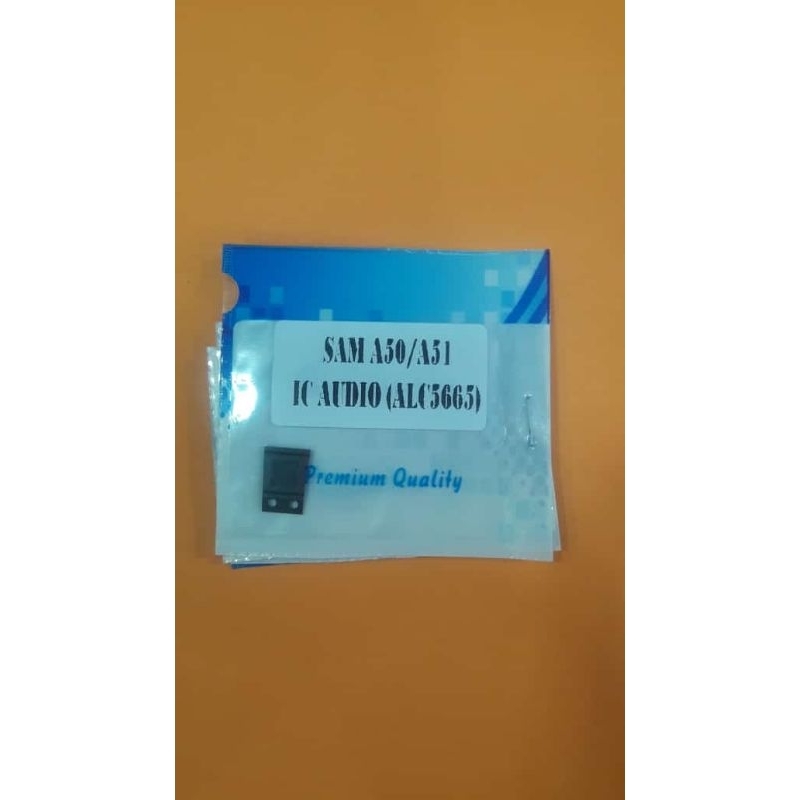 SAM A50/A51
IC AUDIO (ALC5665)
Premium Quality